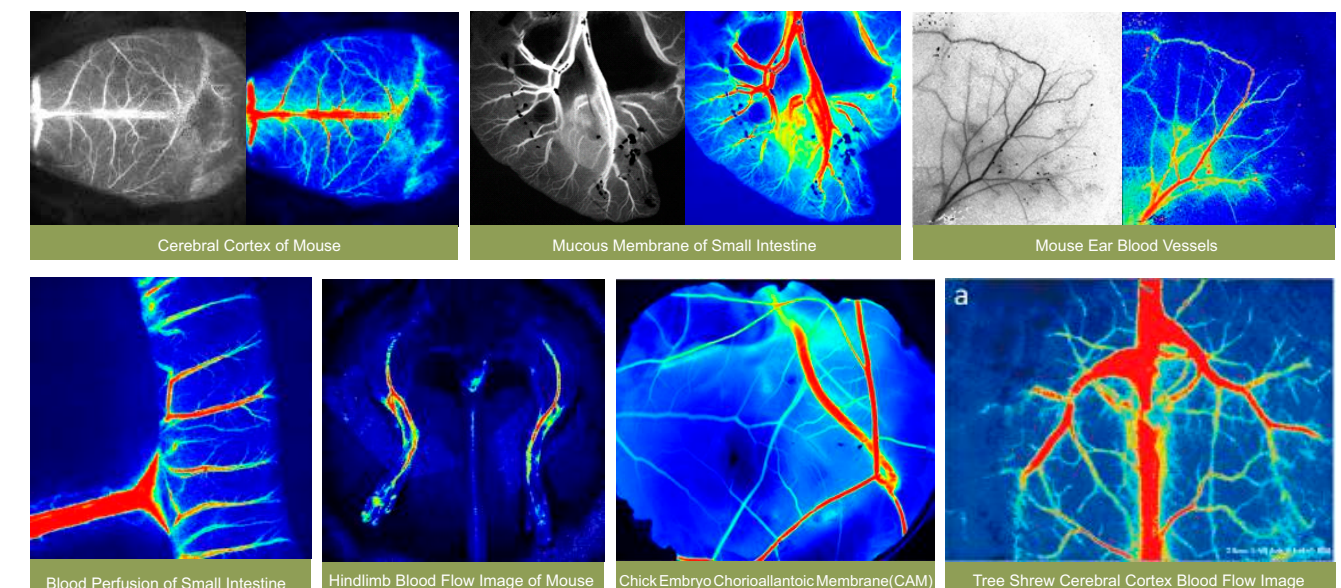 Cerebral Cortex of Mouse
Mucous Membrane of Small Intestine
Mouse Ear Blood Vessels
a
Blood Perfusion of Small Intestine
Hindlimb Blood Flow Image of Mouse
Chick Embryo Chorioallantoic Membrane(CAM)
Tree Shrew Cerebral Cortex Blood Flow Image